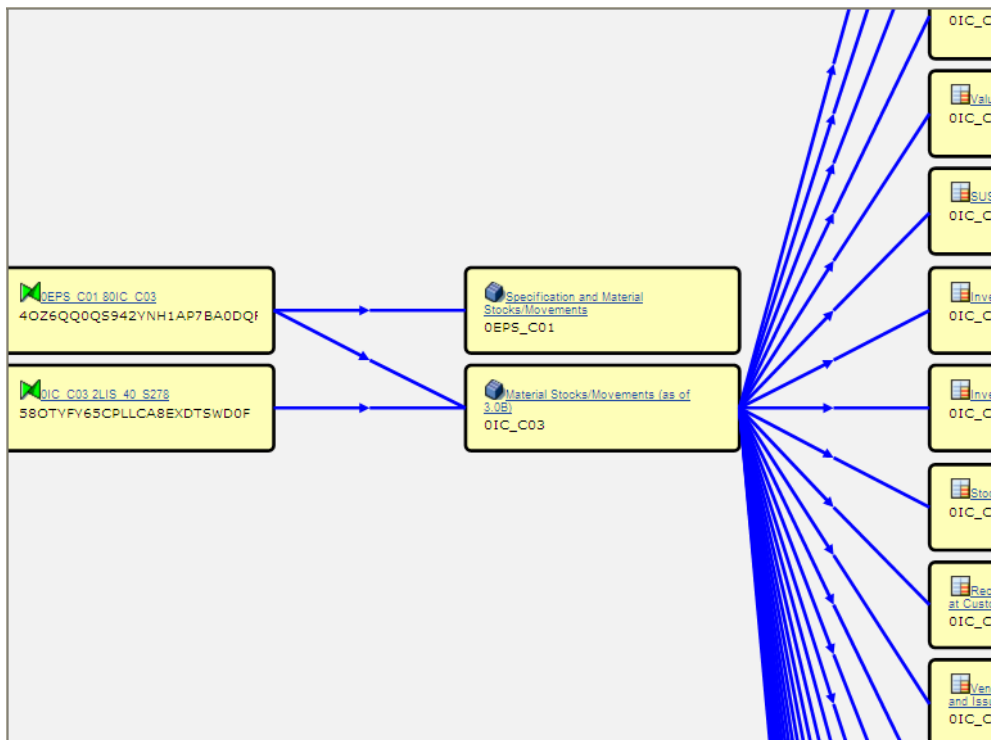 0EPS_C01 80IC_C03
4OZ6QQ0QS942YNH1AP7BA0DQF
0IC_C03 2LIS_40_S278
58OTYFY65CPLLCA8EXDTSWD0F
Specification and Material
Stocks/Movements
0EPS_C01
Material Stocks/Movements (as of
3.0B)
0IC_C03
0IC_C
Valu
0IC_C
SUS
0IC_C
Inve
0IC_C
Inve
0IC_C
Stoc
0IC_C
Rec
at Custo
0IC_C
Ven
and Issu
0IC_C